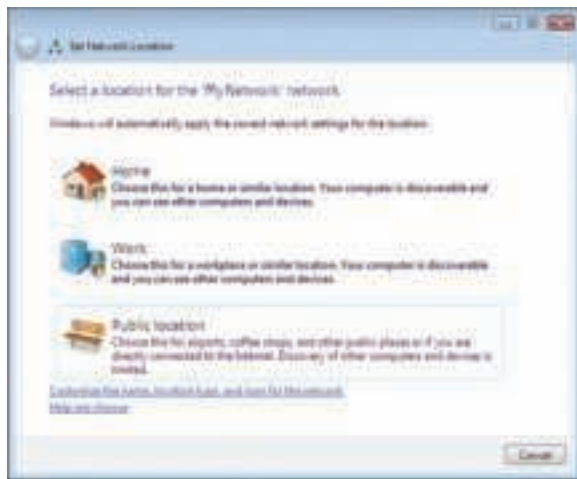 Set Network Location
Select a location for the 'My Network' network
Windows will automatically apply the correct network settings for the location.
Home
Choose this for a home or similar location. Your computer is discoverable and
you can see other computers and devices.
Work
Choose this for a workplace or similar location. Your computer is discoverable
and you can see other computers and devices.
Public location
Choose this for airports, coffee shops, and other public places or if you are
directly connected to the Internet. Discovery of other computers and devices is
limited.
Customize the name, location type, and icon for the network
Help me choose
Cancel